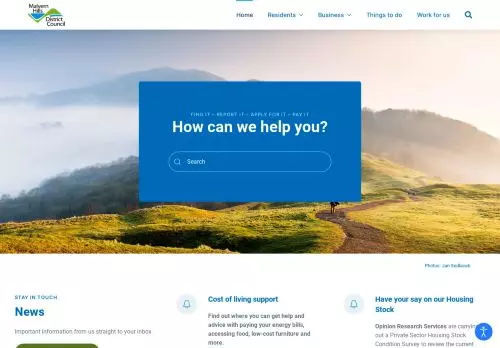 Malvern
Hills
District
Council
Home
Residents
Business
Things to do
Work for us
FIND IT – REPORT IT – APPLY FOR IT – PAY IT
How can we help you?
Search
Photos: Jan Sedlacek
STAY IN TOUCH
News
Important information from us straight to your inbox
Cost of living support
Find out where you can get help and
advice with paying your energy bills,
accessing food, low-cost furniture and
more.
Have your say on our Housing
Stock
Opinion Research Services are carrying
out a Private Sector Housing Stock
Condition Survey to review the current